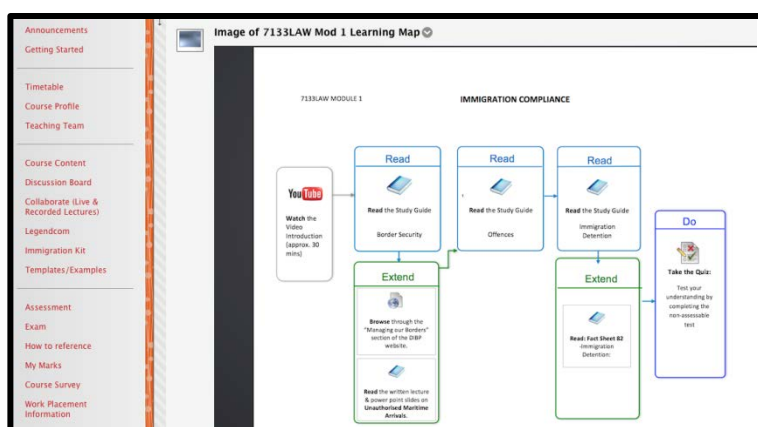 Announcements
Getting Started
Timetable
Course Profile
Teaching Team
Course Content
Discussion Board
Collaborate (Live &
Recorded Lectures)
Legendcom
Immigration Kit
Templates/Examples
Assessment
Exam
How to reference
My Marks
Course Survey
Work Placement
Information
Image of 7133LAW Mod 1 Learning Map
7133LAW MODULE 1
IMMIGRATION COMPLIANCE
YouTube
Watch the
Video
Introduction
(approx. 30
mins)
Read
Read the Study Guide
Border Security
Extend
Browse through the
"Managing our Borders"
section of the DIBP
website.
Read the written lecture
& power point slides on
Unauthorised Maritime
Arrivals.
Read
Read the Study Guide
Offences
Read
Read the Study Guide
Immigration
Detention
Extend
Read: Fact Sheet 82
-Immigration
Detention:
Do
Take the Quiz:
Test your
understanding by
completing the
non-assessable
test